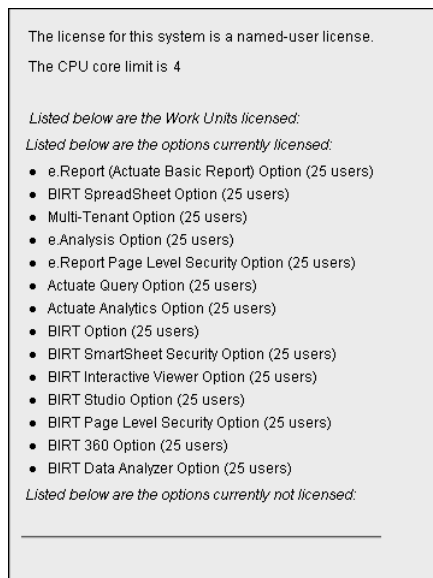 The license for this system is a named-user license.
The CPU core limit is 4
Listed below are the Work Units licensed:
Listed below are the options currently licensed:
• e.Report (Actuate Basic Report) Option (25 users)
• BIRT SpreadSheet Option (25 users)
• Multi-Tenant Option (25 users)
• e.Analysis Option (25 users)
• e.Report Page Level Security Option (25 users)
• Actuate Query Option (25 users)
• Actuate Analytics Option (25 users)
• BIRT Option (25 users)
• BIRT SmartSheet Security Option (25 users)
• BIRT Interactive Viewer Option (25 users)
• BIRT Studio Option (25 users)
• BIRT Page Level Security Option (25 users)
• BIRT 360 Option (25 users)
• BIRT Data Analyzer Option (25 users)
Listed below are the options currently not licensed: